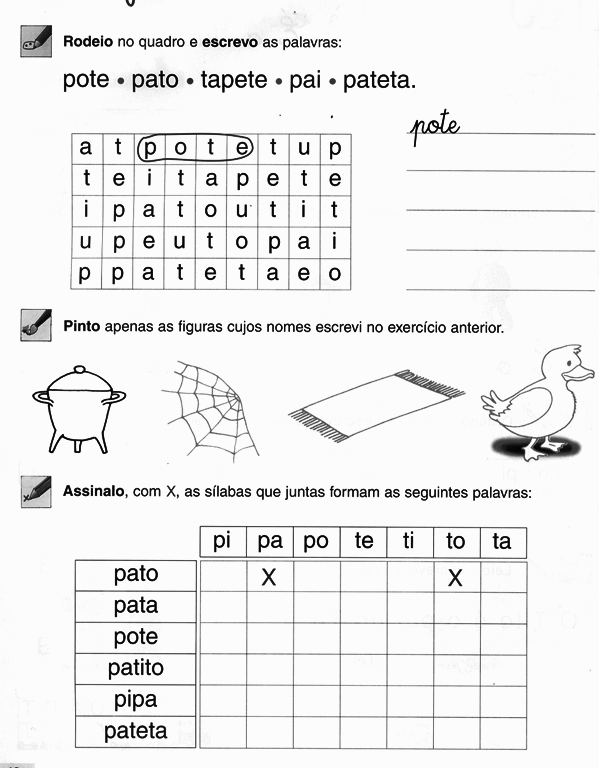 Rodeio no quadro e escrevo as palavras:
pote • pato • tapete • pai • pateta.
pote
a t p o t e t u p
t e i t a p e t e
i p a t o u t i t
u p e u t o p a i
p p a t e t a e o
Pinto apenas as figuras cujos nomes escrevi no exercício anterior.
Assinalo, com X, as sílabas que juntas formam as seguintes palavras:
pi pa po te ti to ta
pato X X
pata
pote
patito
pipa
pateta